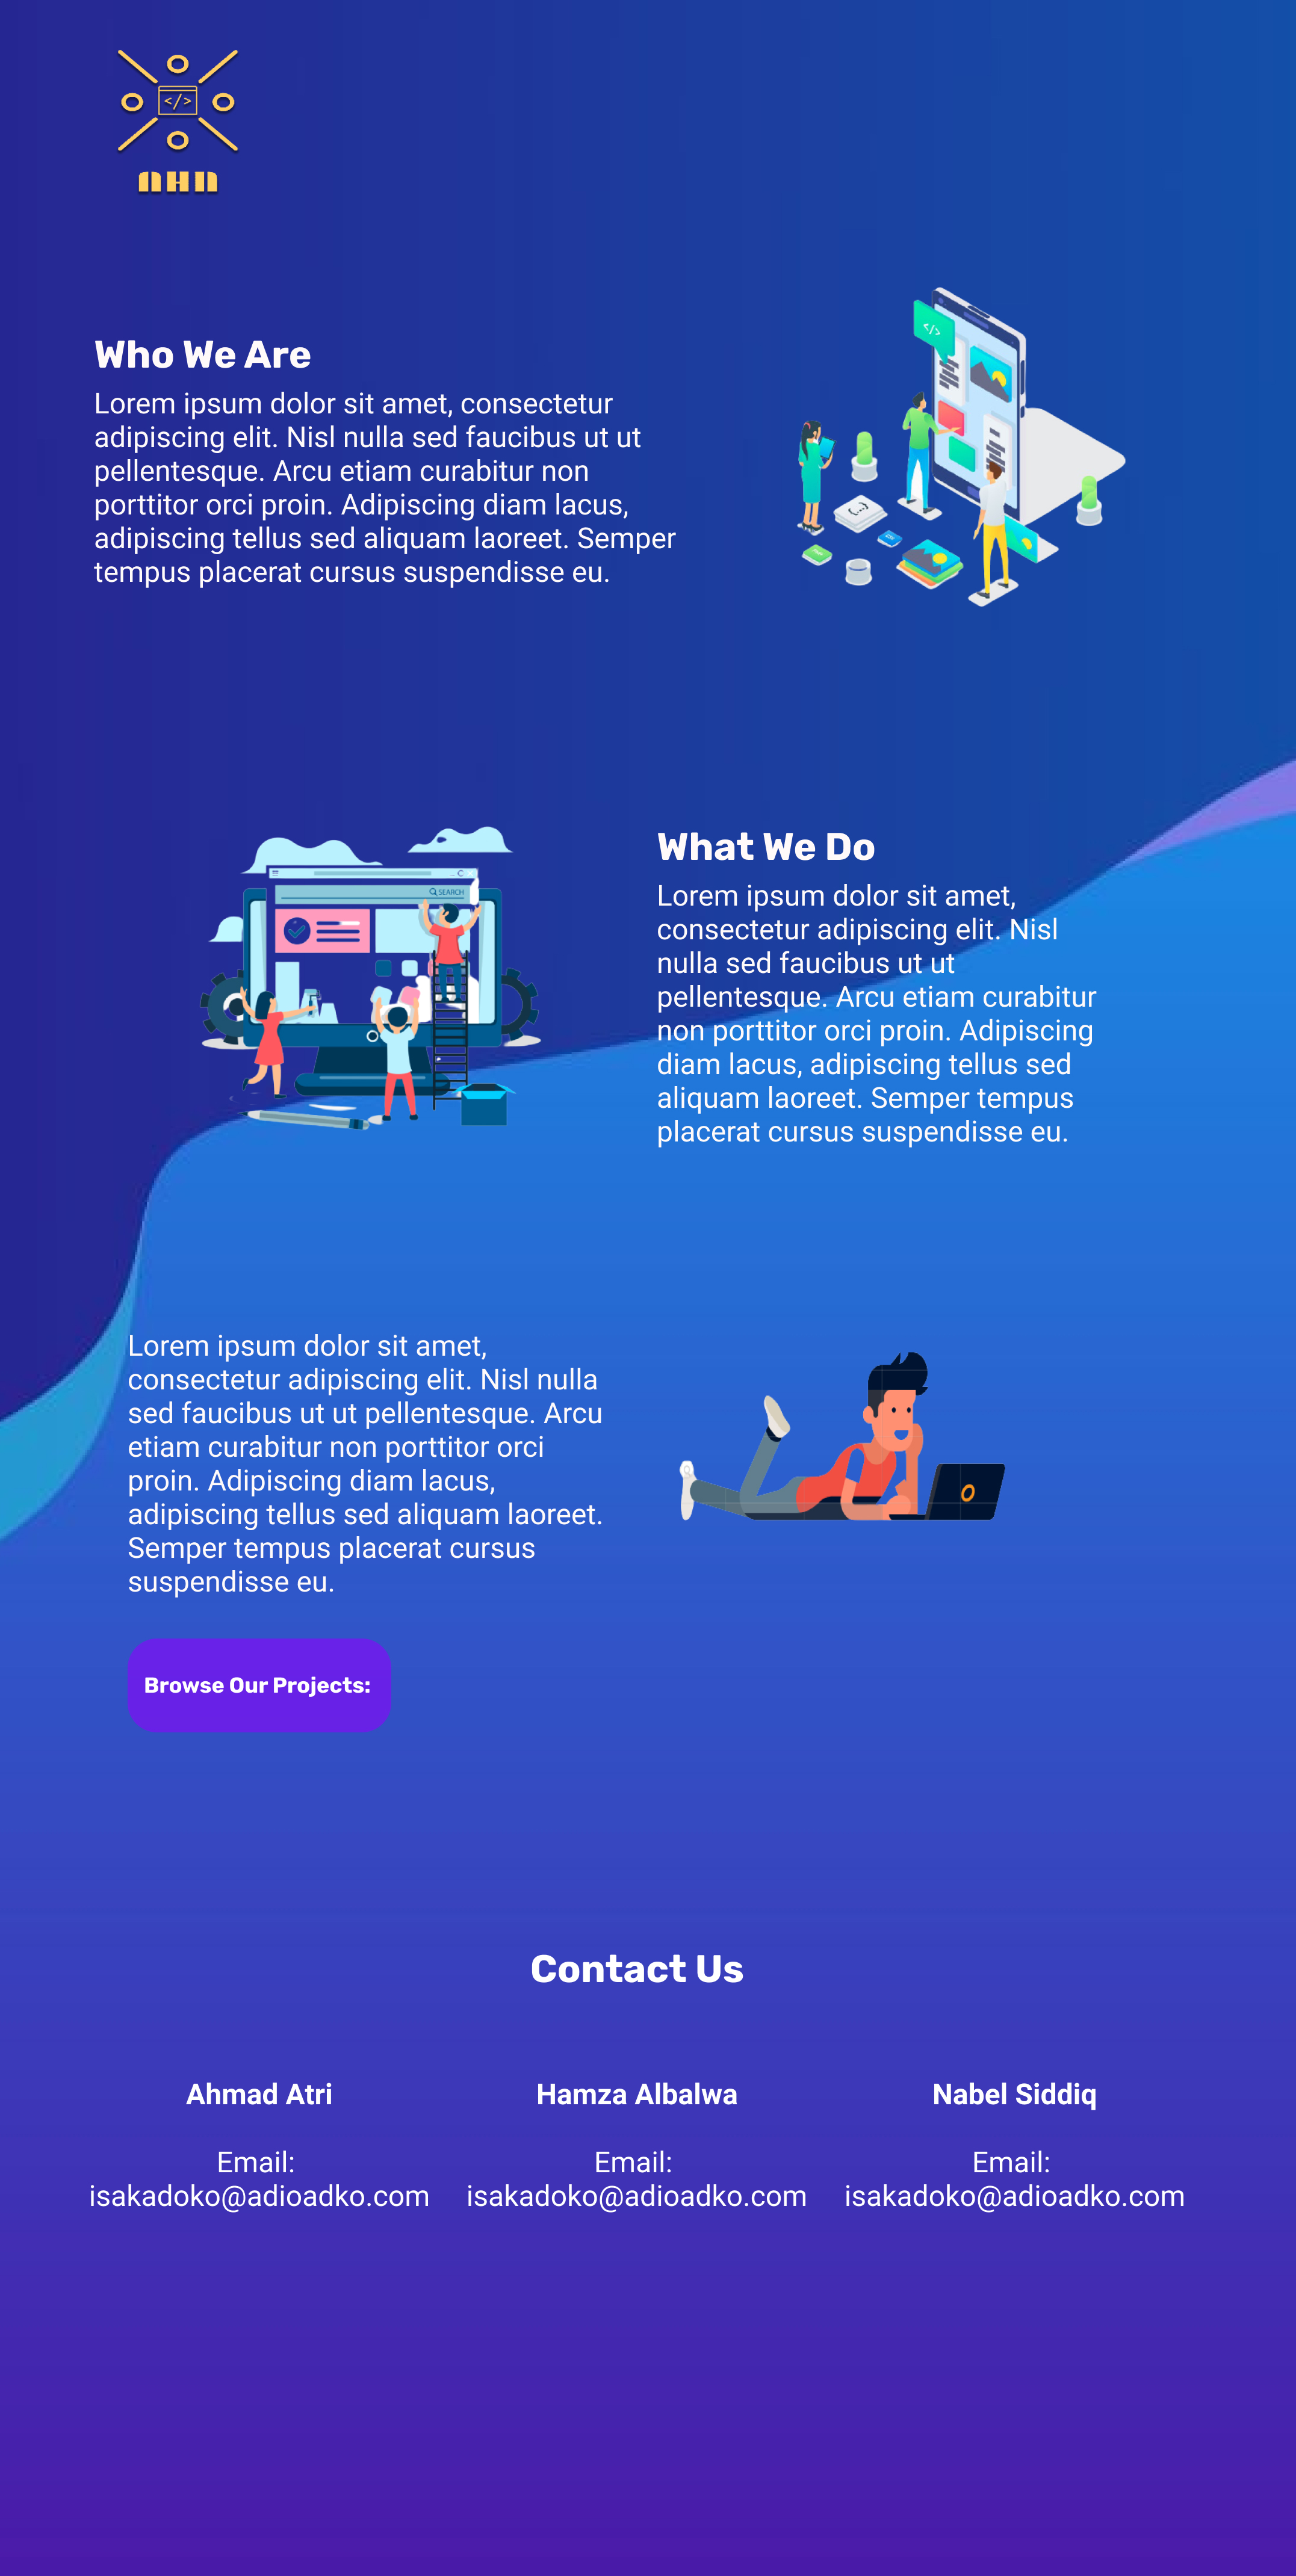 </>
AHN
Who We Are
Lorem ipsum dolor sit amet, consectetur
adipiscing elit. Nisl nulla sed faucibus ut ut
pellentesque. Arcu etiam curabitur non
porttitor orci proin. Adipiscing diam lacus,
adipiscing tellus sed aliquam laoreet. Semper
tempus placerat cursus suspendisse eu.
</>
SEARCH
What We Do
Lorem ipsum dolor sit amet,
consectetur adipiscing elit. Nisl
nulla sed faucibus ut ut
pellentesque. Arcu etiam curabitur
non porttitor orci proin. Adipiscing
diam lacus, adipiscing tellus sed
aliquam laoreet. Semper tempus
placerat cursus suspendisse eu.
Lorem ipsum dolor sit amet,
consectetur adipiscing elit. Nisl nulla
sed faucibus ut ut pellentesque. Arcu
etiam curabitur non porttitor orci
proin. Adipiscing diam lacus,
adipiscing tellus sed aliquam laoreet.
Semper tempus placerat cursus
suspendisse eu.
Browse Our Projects:
Contact Us
Ahmad Atri
Email:
isakadoko@adioadko.com
Hamza Albalwa
Email:
isakadoko@adioadko.com
Nabel Siddiq
Email:
isakadoko@adioadko.com